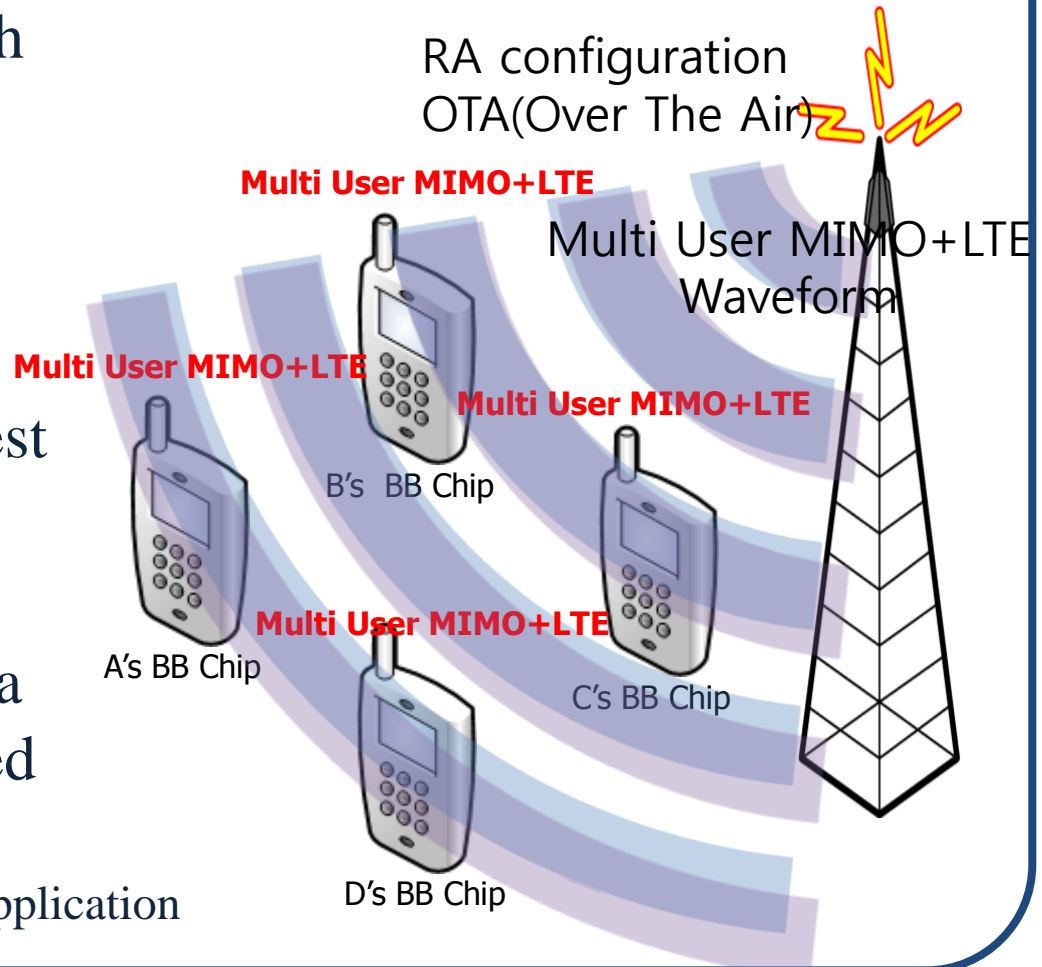 h
RA configuration
OTA(Over The Air)
Multi User MIMO+LTE
Multi User MIMO+LTE
Waveform
Multi User MIMO+LTE
Multi User MIMO+LTE
est
B's BB Chip
Multi User MIMO+LTE
A's BB Chip
a
C's BB Chip
ed
D's BB Chip
pplication